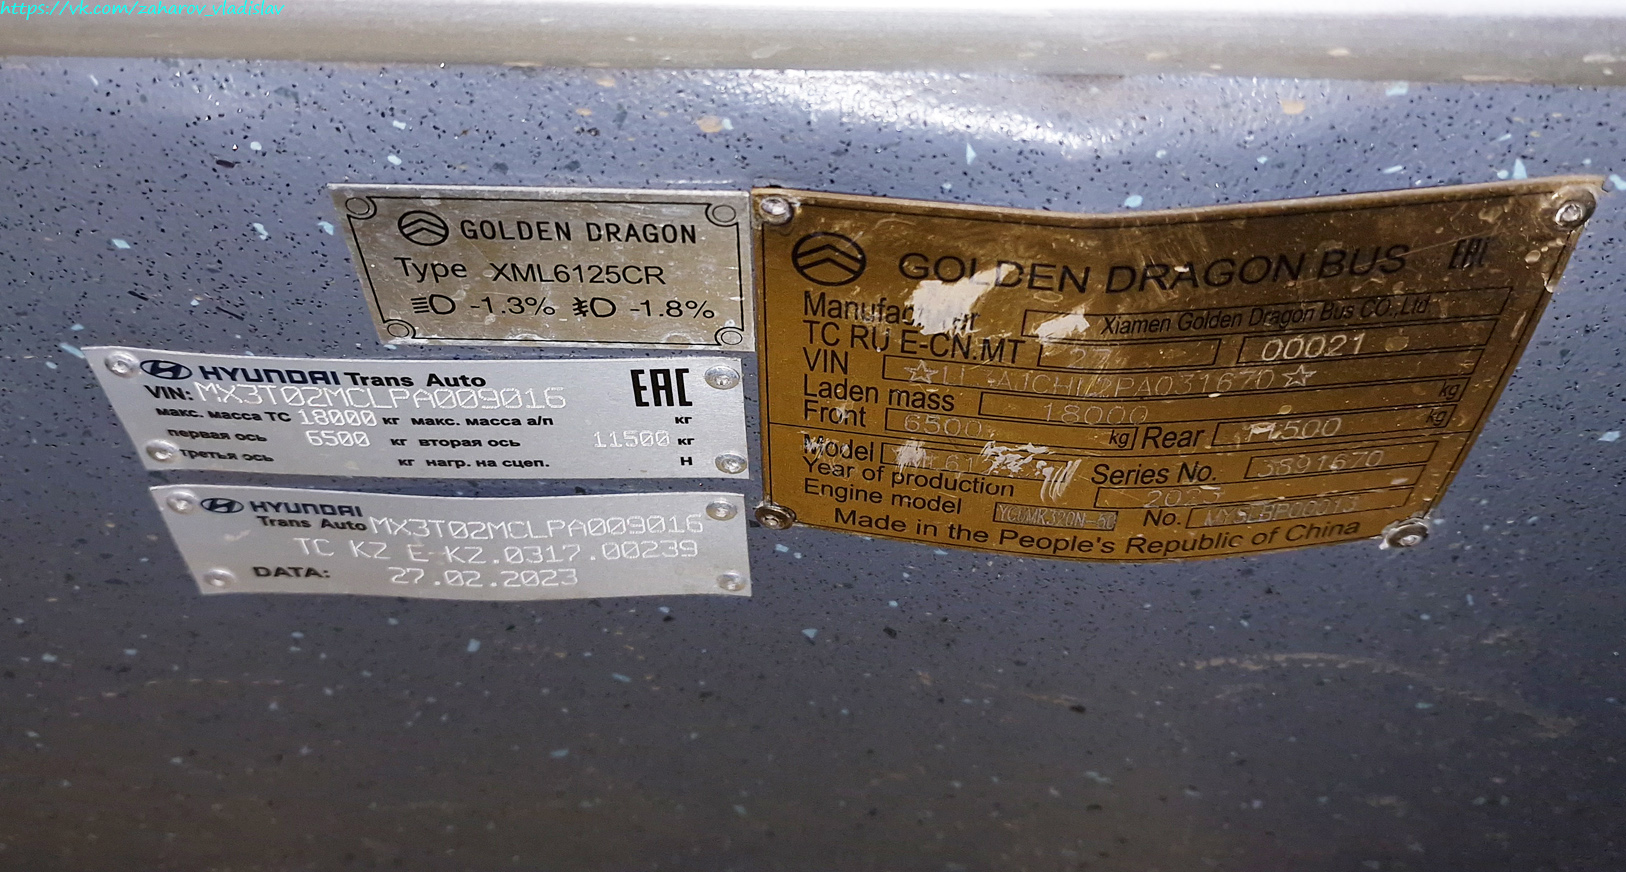 https://vk.com/zakarov_vladislav
GOLDEN DRAGON
Type XML6125CR
-1.3% -1.8%
HYUNDAI Trans Auto
EAC
VIN: MX3T02MCLPA009016
макс. масса ТС 18000 кг макс. масса а/п кг
первая ось 6500 кг вторая ось 11500 кг
третья ось кг нагр. на сцеп. Н
HYUNDAI
Trans Auto MX3T02MCLPA009016
TC KZ E-KZ.0317.00239
DATA: 27.02.2023
GOLDEN DRAGON BUS EAC
Xiamen Golden Dragon Bus CO.,Ltd.
TC RU E-CN.MT 00021
VIN
Laden mass 18000 kg
Front 6500 kg Rear 11500 kg
Model Series No. 3891670
Year of production
Engine model No.
Made in the People's Republic of China